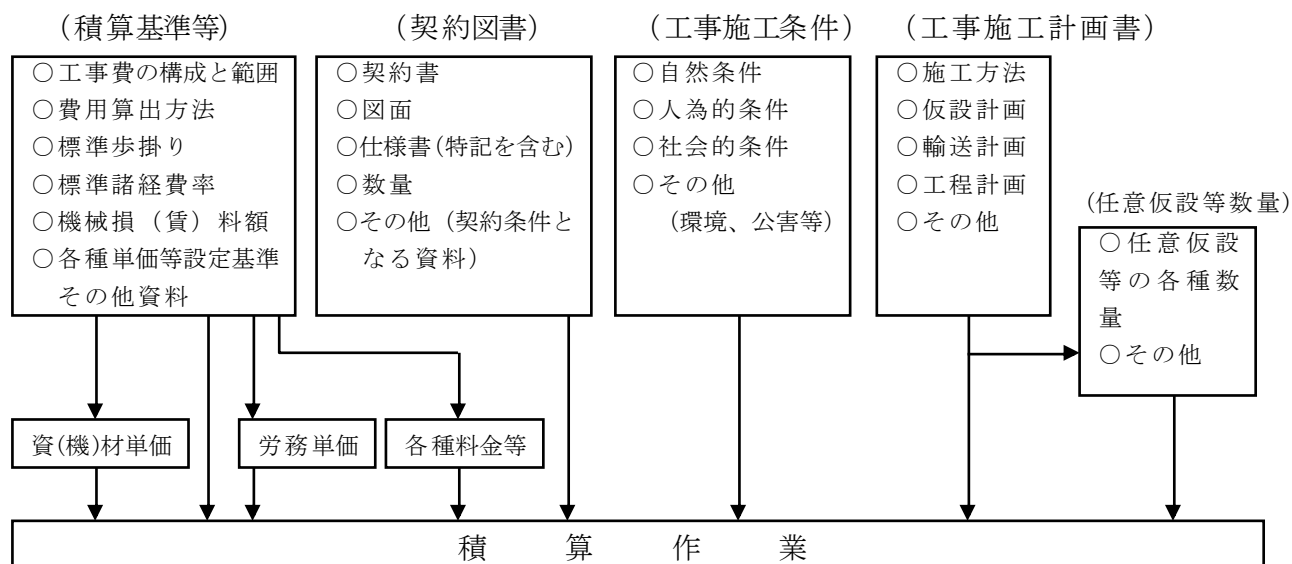 (積算基準等)
○工事費の構成と範囲
○費用算出方法
○標準歩掛り
○標準諸経費率
○機械損(賃)料額
○各種単価等設定基準
その他資料
(契約図書)
○契約書
○図面
○仕様書(特記を含む)
○数量
○その他(契約条件と
なる資料)
(工事施工条件)
○自然条件
○人為的条件
○社会的条件
○その他
(環境、公害等)
(工事施工計画書)
○施工方法
○仮設計画
○輸送計画
○工程計画
○その他
(任意仮設等数量)
○任意仮設
等の各種数
量
○その他
資(機)材単価
労務単価
各種料金等
積算作業